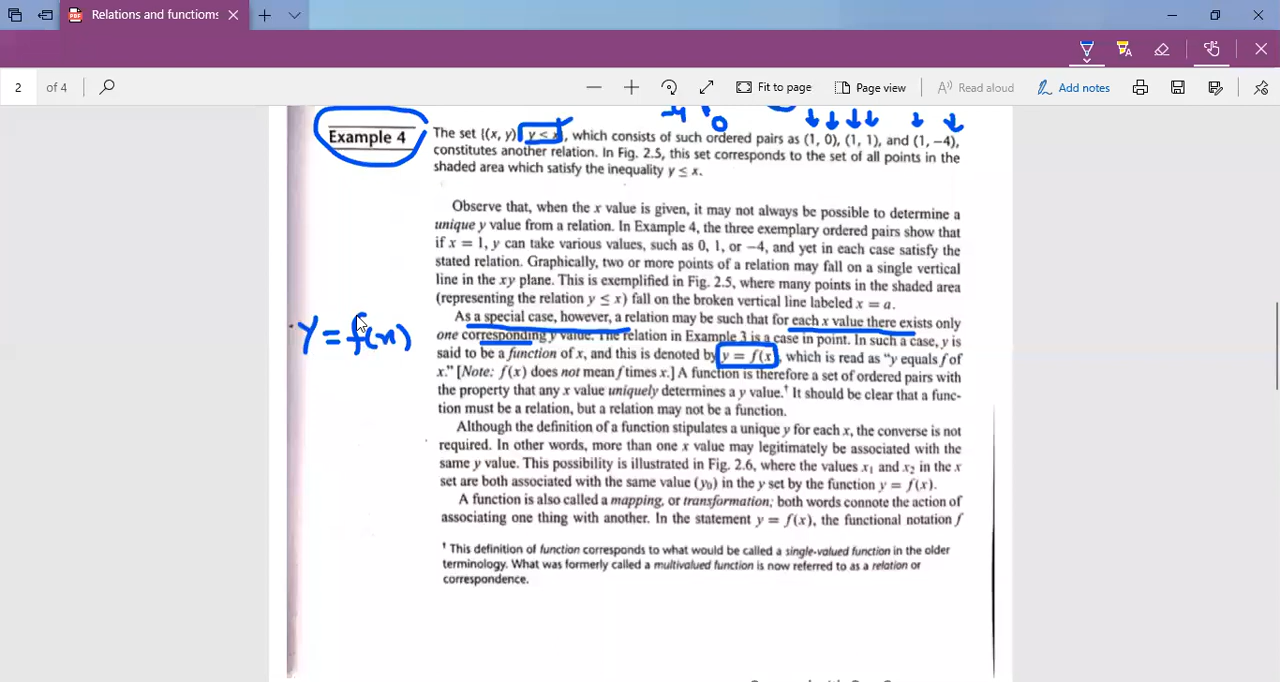 Relations and functioms
2 of 4
Fit to page
Page view
Read aloud
Add notes
-4 0
Example 4
The set {(x, y) y ≤ x, which consists of such ordered pairs as (1, 0), (1, 1), and (1, −4),
constitutes another relation. In Fig. 2.5, this set corresponds to the set of all points in the
shaded area which satisfy the inequality y ≤ x.
Observe that, when the x value is given, it may not always be possible to determine a
unique y value from a relation. In Example 4, the three exemplary ordered pairs show that
if x = 1, y can take various values, such as 0, 1, or −4, and yet in each case satisfy the
stated relation. Graphically, two or more points of a relation may fall on a single vertical
line in the xy plane. This is exemplified in Fig. 2.5, where many points in the shaded area
(representing the relation y ≤ x) fall on the broken vertical line labeled x = a.
As a special case, however, a relation may be such that for each x value there exists only
one corresponding y value. The relation in Example 3 is a case in point. In such a case, y is
said to be a function of x, and this is denoted by y = f(x), which is read as "y equals f of
x." [Note: f(x) does not mean f times x.] A function is therefore a set of ordered pairs with
the property that any x value uniquely determines a y value.† It should be clear that a func-
tion must be a relation, but a relation may not be a function.
y = f(x)
Although the definition of a function stipulates a unique y for each x, the converse is not
required. In other words, more than one x value may legitimately be associated with the
same y value. This possibility is illustrated in Fig. 2.6, where the values x₁ and x₂ in the x
set are both associated with the same value (y₀) in the y set by the function y = f(x).
A function is also called a mapping, or transformation; both words connote the action of
associating one thing with another. In the statement y = f(x), the functional notation f
† This definition of function corresponds to what would be called a single-valued function in the older
terminology. What was formerly called a multivalued function is now referred to as a relation or
correspondence.